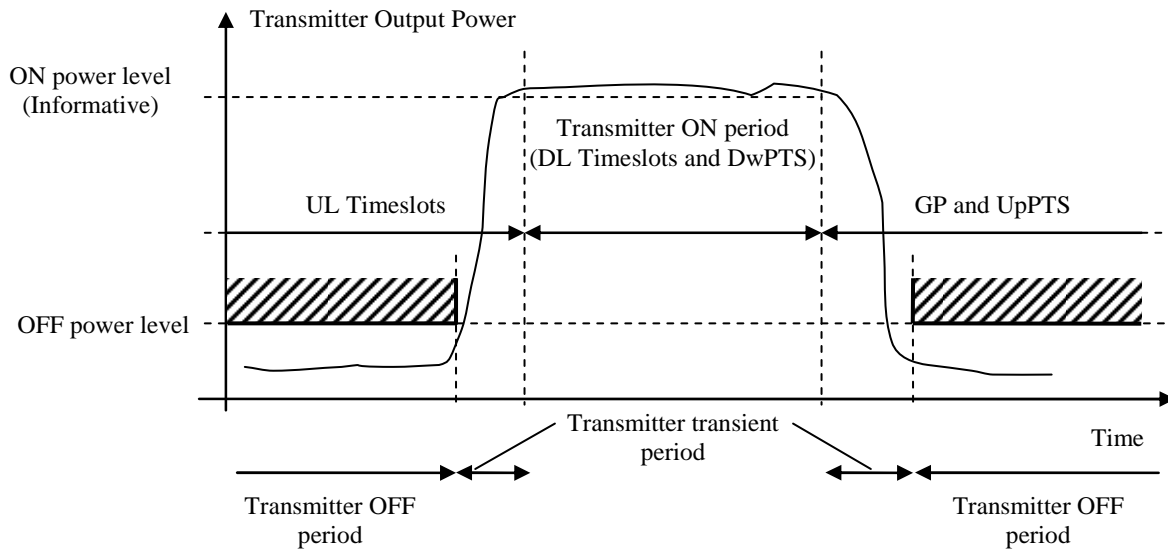 Transmitter Output Power
ON power level
(Informative)
Transmitter ON period
(DL Timeslots and DwPTS)
UL Timeslots
GP and UpPTS
OFF power level
Transmitter transient
period
Time
Transmitter OFF
period
Transmitter OFF
period